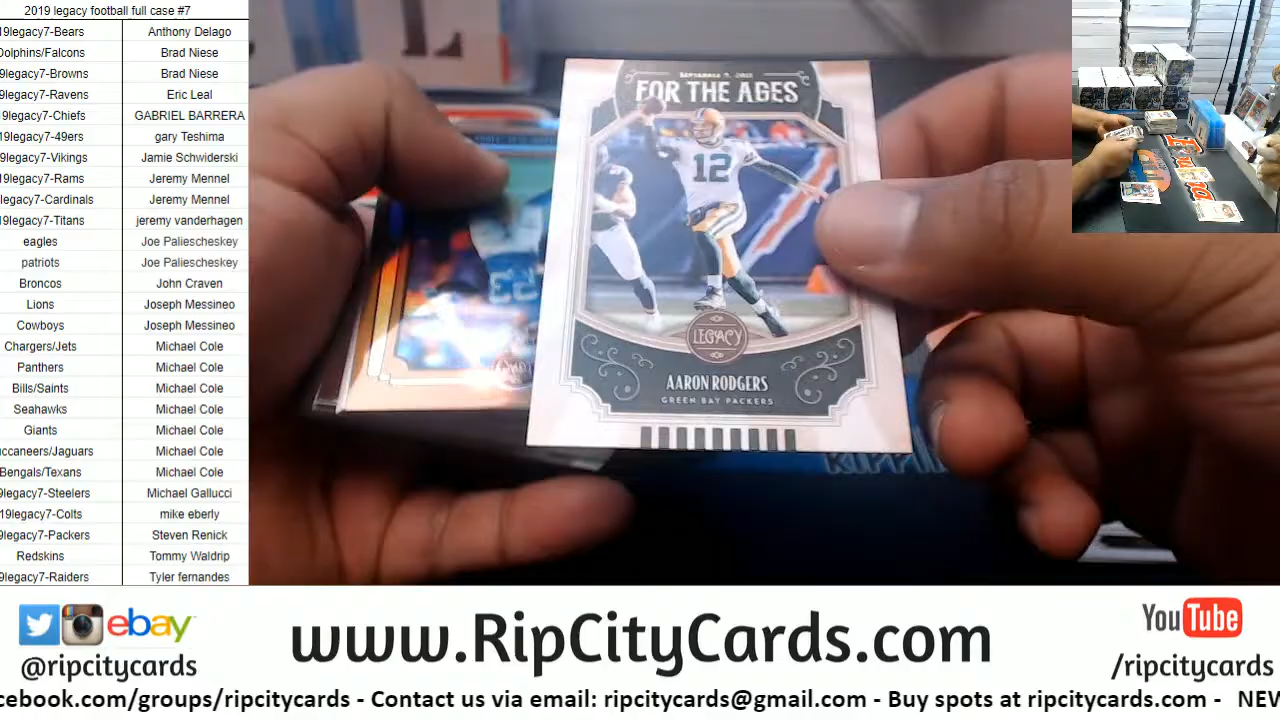 2019 legacy football full case #7
19legacy7-Bears Anthony Delago
Dolphins/Falcons Brad Niese
9legacy7-Browns Brad Niese
9legacy7-Ravens Eric Leal
9legacy7-Chiefs GABRIEL BARRERA
19legacy7-49ers gary Teshima
9legacy7-Vikings Jamie Schwiderski
19legacy7-Rams Jeremy Mennel
legacy7-Cardinals Jeremy Mennel
19legacy7-Titans jeremy vanderhagen
eagles Joe Paliescheskey
patriots Joe Paliescheskey
Broncos John Craven
Lions Joseph Messineo
Cowboys Joseph Messineo
Chargers/Jets Michael Cole
Panthers Michael Cole
Bills/Saints Michael Cole
Seahawks Michael Cole
Giants Michael Cole
uccaneers/Jaguars Michael Cole
Bengals/Texans Michael Cole
9legacy7-Steelers Michael Gallucci
19legacy7-Colts mike eberly
9legacy7-Packers Steven Renick
Redskins Tommy Waldrip
9legacy7-Raiders Tyler fernandes
FOR THE AGES
12
LEGACY
AARON RODGERS
GREEN BAY PACKERS
23
RIPPIN
ebay
@ripcitycards
www.RipCityCards.com
YouTube
/ripcitycards
cebook.com/groups/ripcitycards - Contact us via email: ripcitycards@gmail.com - Buy spots at ripcitycards.com - NEW